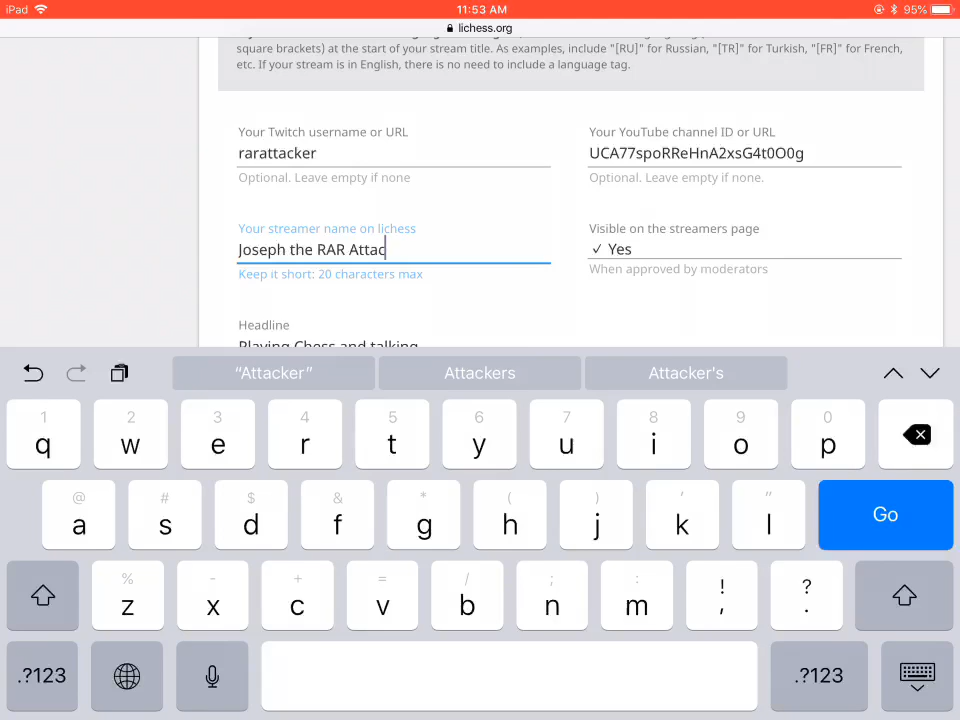 iPad 11:53 AM 95%
lichess.org
square brackets) at the start of your stream title. As examples, include "[RU]" for Russian, "[TR]" for Turkish, "[FR]" for French,
etc. If your stream is in English, there is no need to include a language tag.
Your Twitch username or URL
rarattacker
Optional. Leave empty if none
Your YouTube channel ID or URL
UCA77spoRReHnA2xsG4t0O0g
Optional. Leave empty if none.
Your streamer name on lichess
Joseph the RAR Attac
Keep it short: 20 characters max
Visible on the streamers page
✓ Yes
When approved by moderators
Headline
Playing Chess and talking
“Attacker” Attackers Attacker's
1 2 3 4 5 6 7 8 9 0
q w e r t y u i o p
@ # $ & * ( ) ' "
a s d f g h j k l Go
% - + = / ; : ! ?
z x c v b n m , .
.?123 .?123